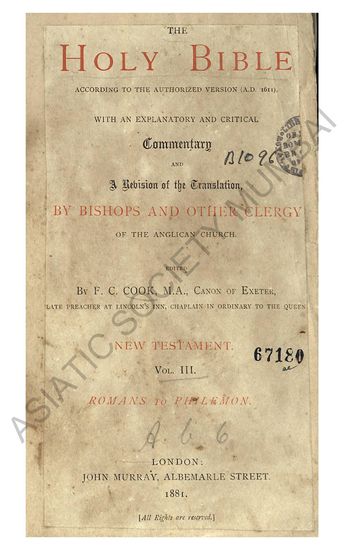 THE
HOLY BIBLE
ACCORDING TO THE AUTHORIZED VERSION (A.D. 1611),
WITH AN EXPLANATORY AND CRITICAL
Commentary
AND
A Revision of the Translation,
BY BISHOPS AND OTHER CLERGY
OF THE ANGLICAN CHURCH.
EDITED
BY F. C. COOK, M.A., CANON OF EXETER,
LATE PREACHER AT LINCOLN'S INN, CHAPLAIN IN ORDINARY TO THE QUEEN
NEW TESTAMENT.
VOL. III.
ROMANS to PHILEMON.
LONDON:
JOHN MURRAY, ALBEMARLE STREET.
1881.
[All Rights are reserved.]
B1096
67180
A. b. 6
ASIATIC SOCIETY MUMBAI